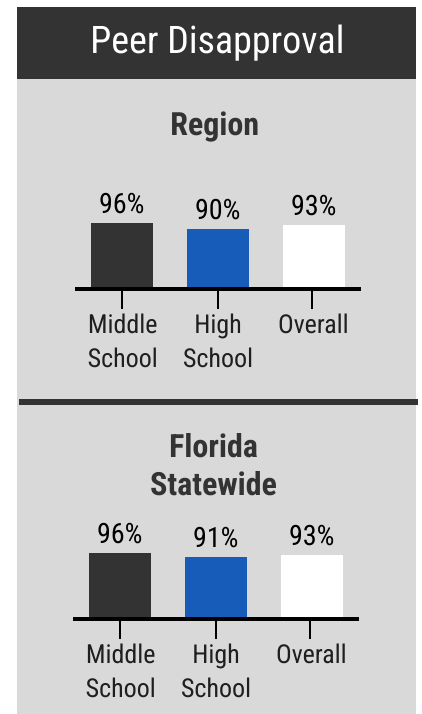 Peer Disapproval
Region
96% 90% 93%
Middle School High School Overall
Florida
Statewide
96% 91% 93%
Middle School High School Overall